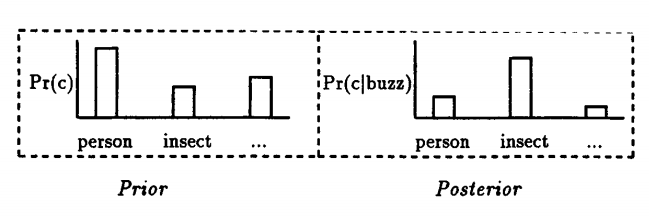 Pr(c)
person insect ...
Pr(c|buzz)
person insect ...
Prior
Posterior